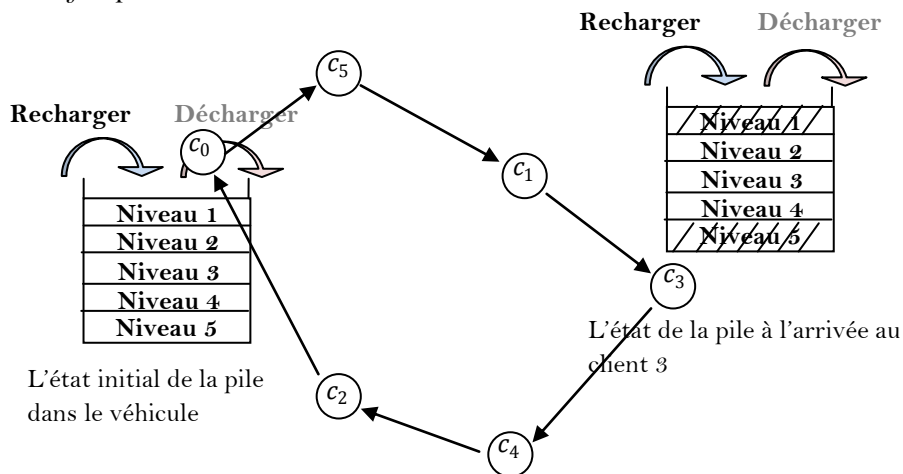 Recharger Décharger
c₅
Recharger Décharger
c₀
Niveau 1
Niveau 2
Niveau 3
Niveau 4
Niveau 5
c₁
Niveau 1
Niveau 2
Niveau 3
Niveau 4
Niveau 5
c₃
L'état de la pile à l'arrivée au
client 3
L'état initial de la pile
dans le véhicule
c₂
c₄